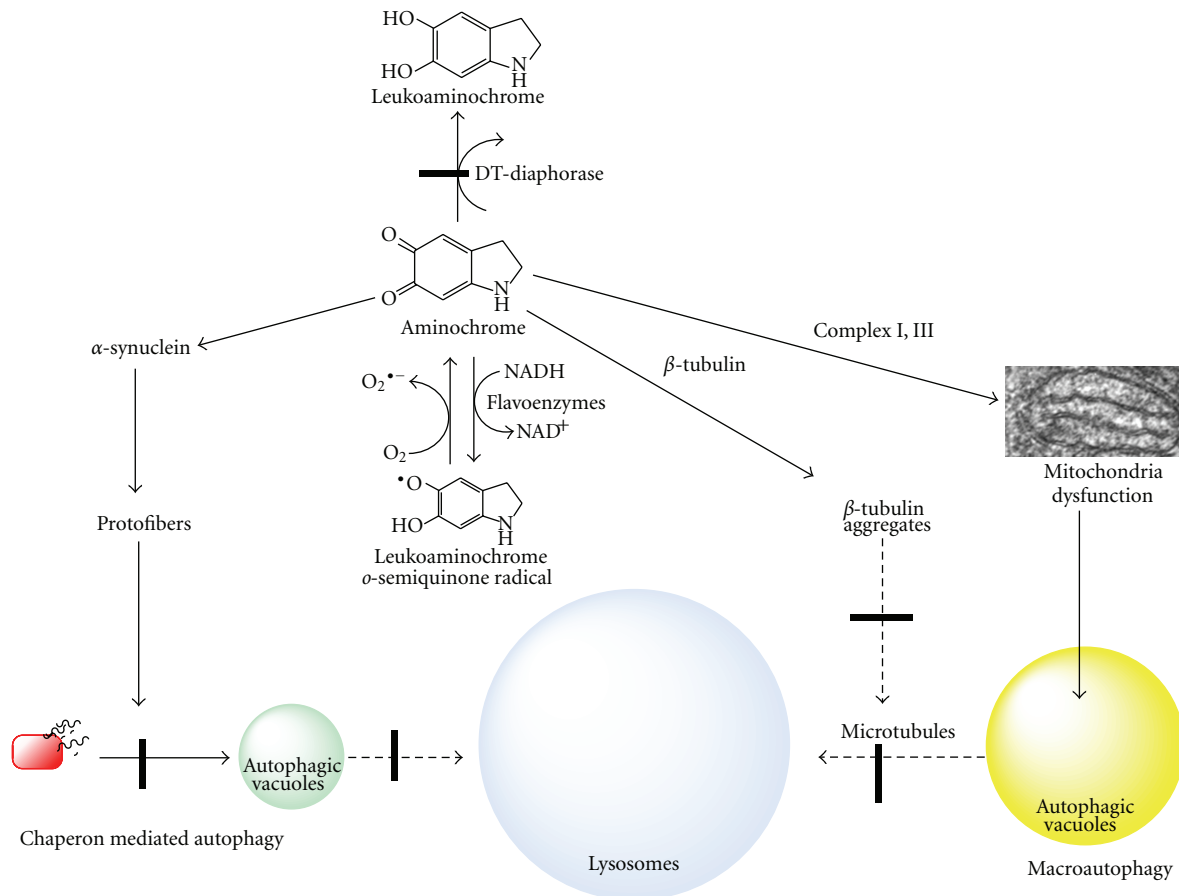 HO
HO
N
H
Leukoaminochrome
DT-diaphorase
O
O
N
H
Aminochrome
α-synuclein
Complex I, III
β-tubulin
O₂•−
NADH
Flavoenzymes
NAD+
O₂
•O
HO
N
H
Leukoaminochrome
o-semiquinone radical
Mitochondria
dysfunction
Protofibers
β-tubulin
aggregates
Microtubules
Autophagic
vacuoles
Autophagic
vacuoles
Chaperon mediated autophagy
Lysosomes
Macroautophagy